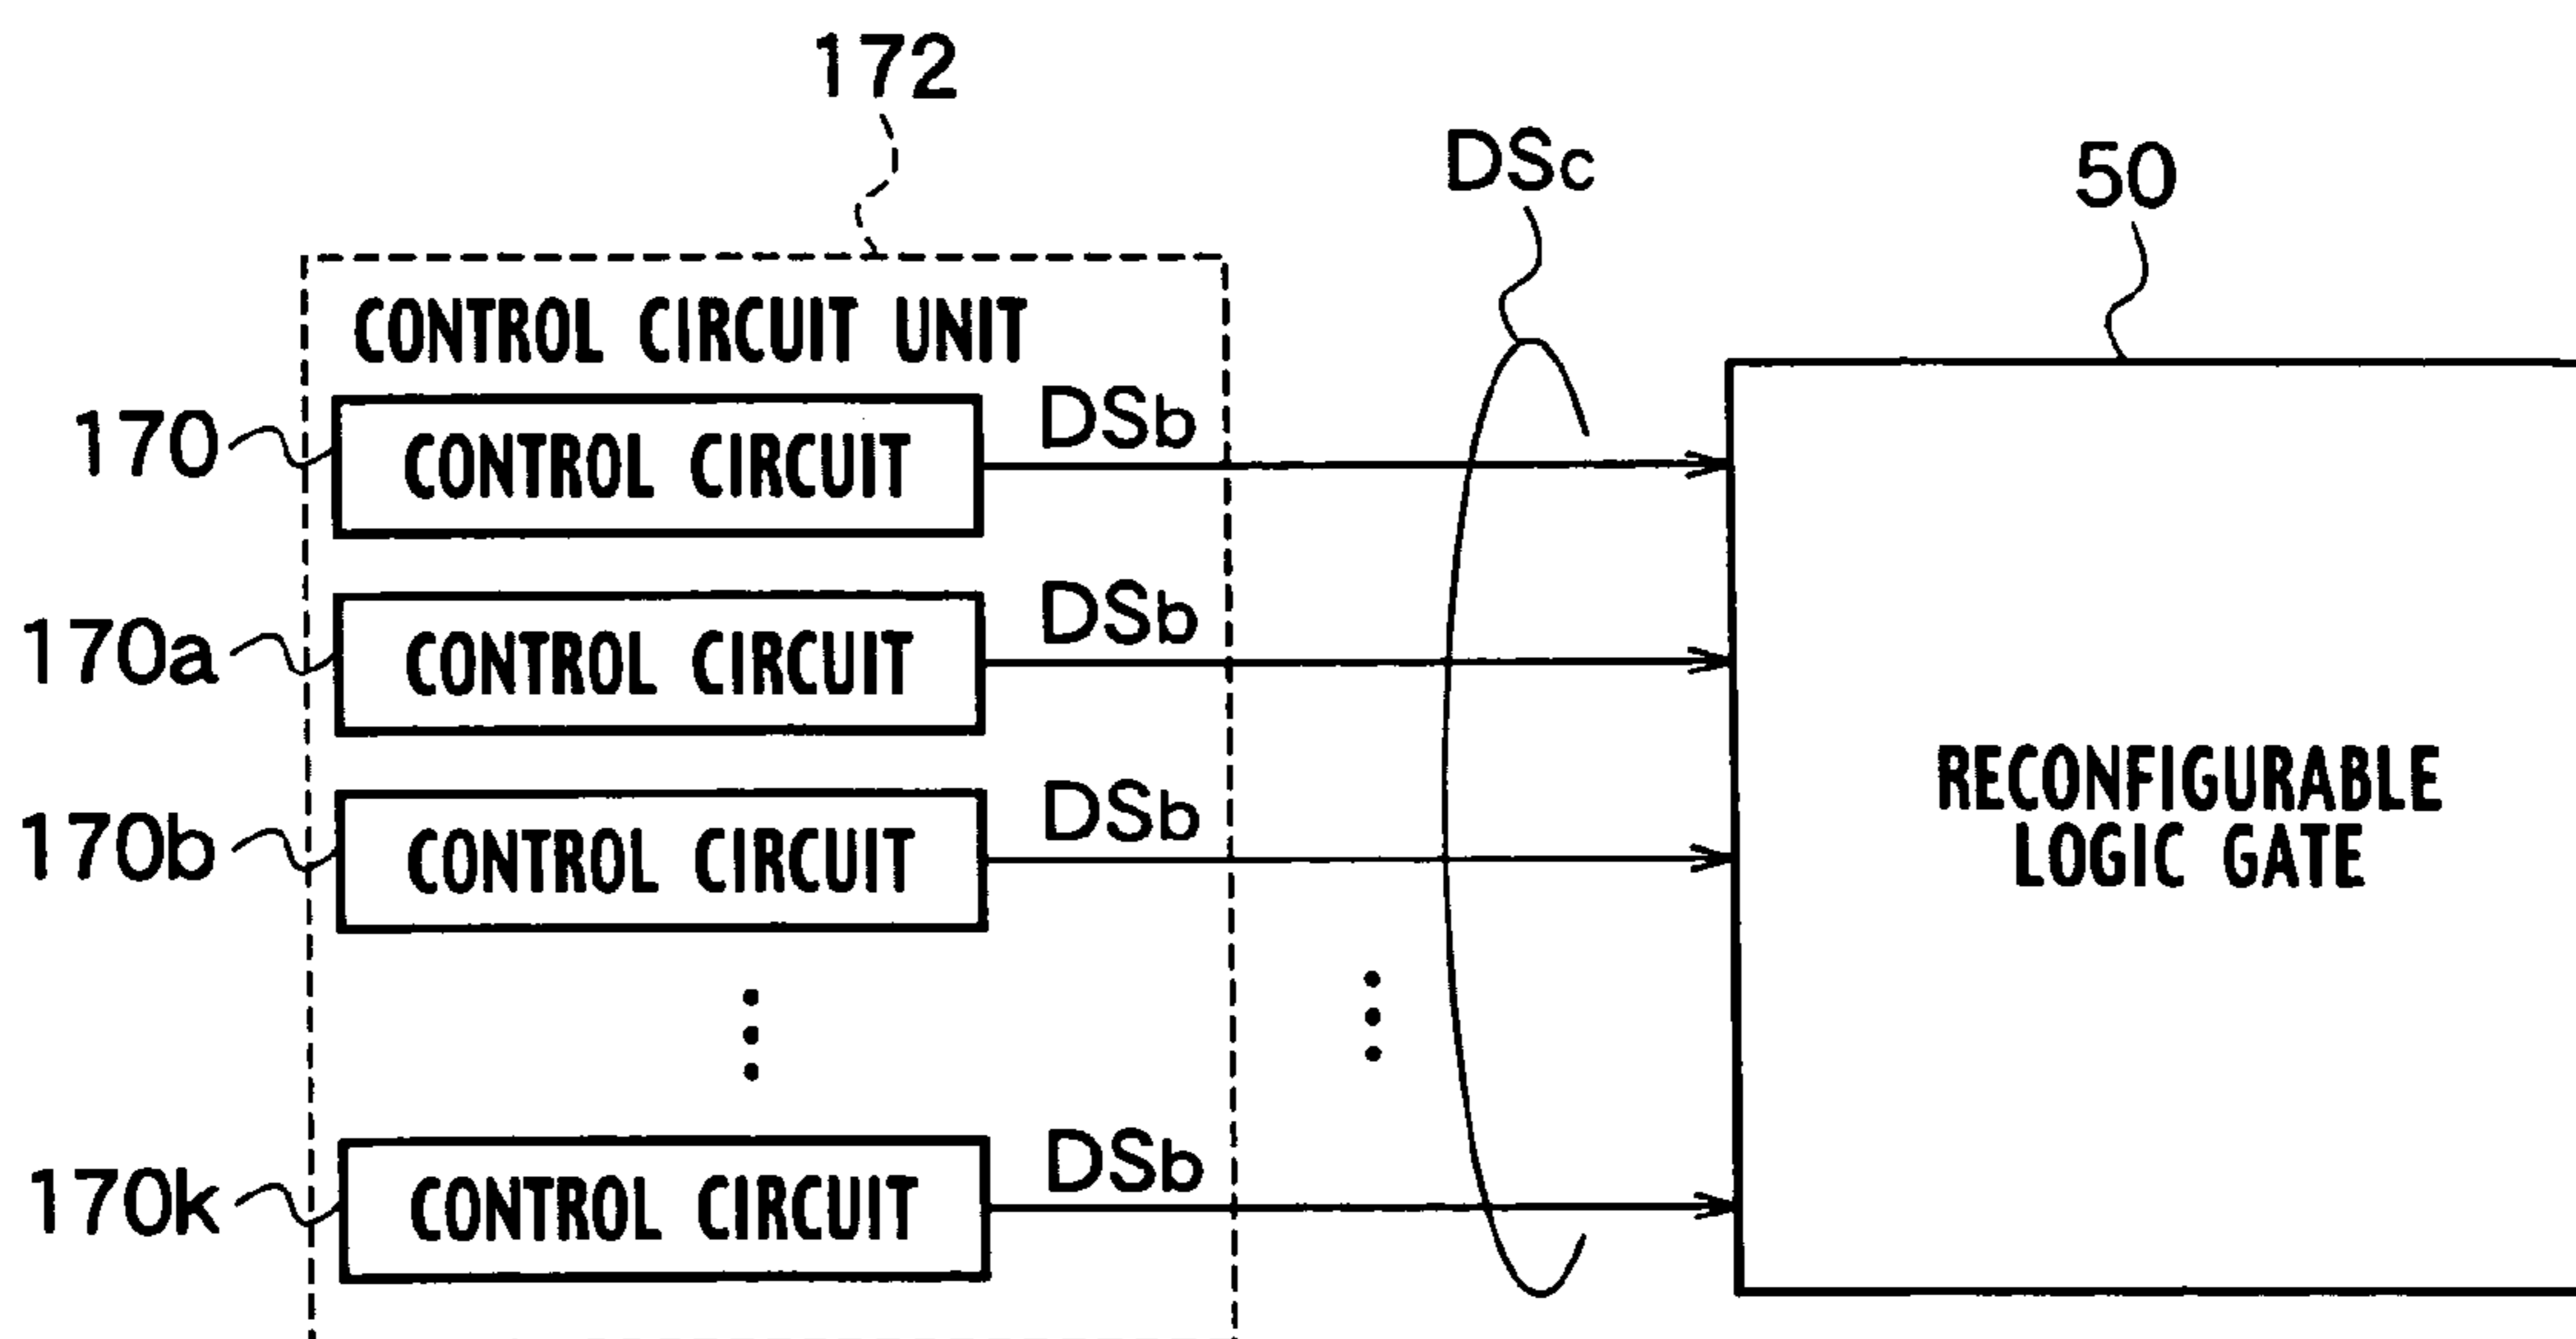 172
DSc
50
CONTROL CIRCUIT UNIT
170
CONTROL CIRCUIT
DSb
170a
CONTROL CIRCUIT
DSb
170b
CONTROL CIRCUIT
DSb
RECONFIGURABLE
LOGIC GATE
170k
CONTROL CIRCUIT
DSb